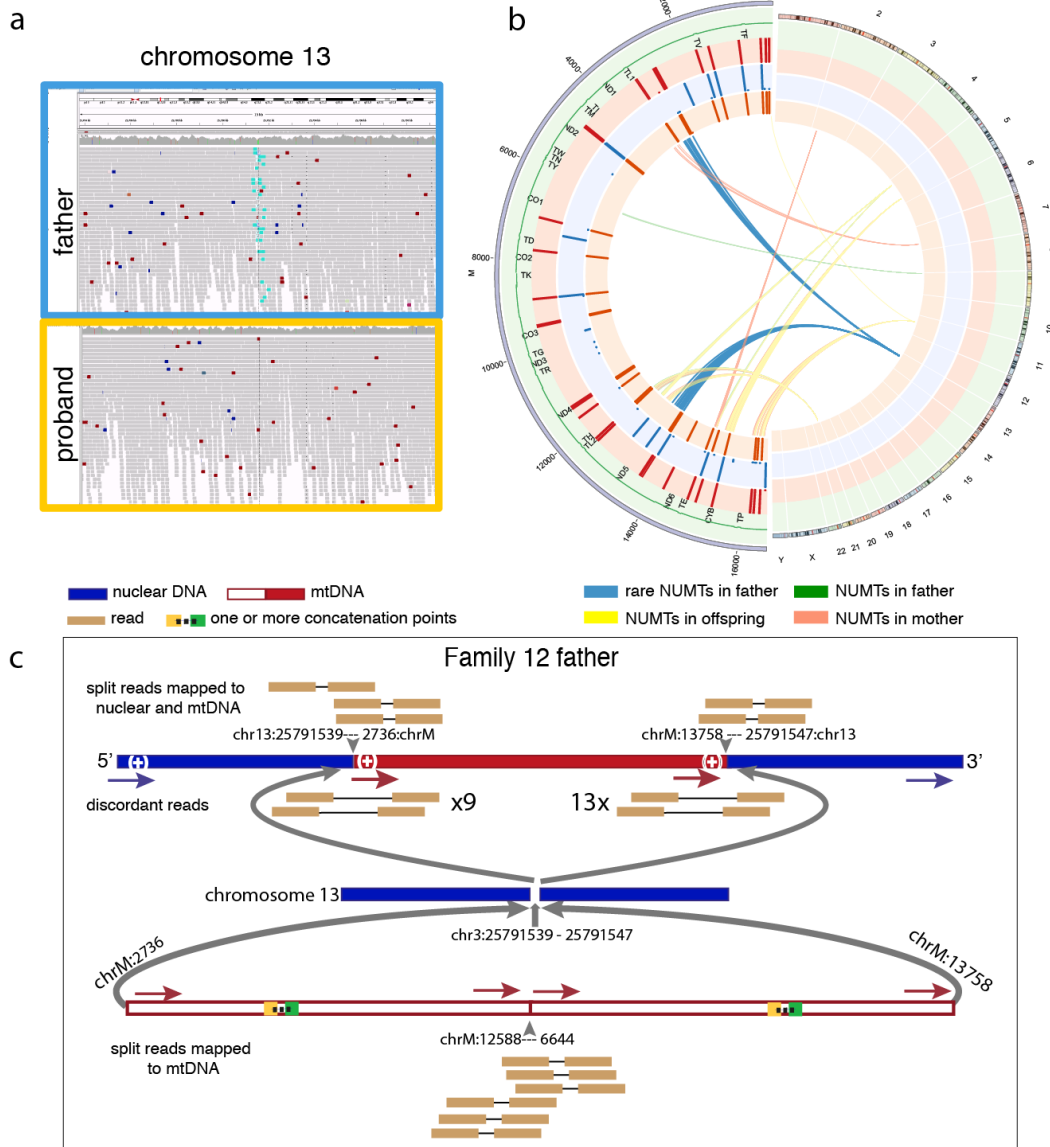 a
chromosome 13
father
proband
b
2000-
4000-
6000-
8000-
10000-
12000-
14000-
16000-
M
TF
TV
TL1
ND1
TI
TM
ND2
TW
TN
TY
CO1
TD
CO2
TK
CO3
TG
ND3
TR
ND4
TH
TL2
ND5
ND6
TE
CYB
TP
2
3
4
5
6
7
10
11
12
13
14
15
16
17
18
19
20
21
22
X
Y
nuclear DNA
mtDNA
read
one or more concatenation points
rare NUMTS in father
NUMTS in father
NUMTS in offspring
NUMTS in mother
c
Family 12 father
split reads mapped to
nuclear and mtDNA
chr13:25791539--- 2736:chrM
chrM:13758 --- 25791547:chr13
5’
3’
discordant reads
x9
13x
chromosome 13
chr3:25791539 - 25791547
chrM:2736
chrM:13758
chrM:12588--- 6644
split reads mapped
to mtDNA